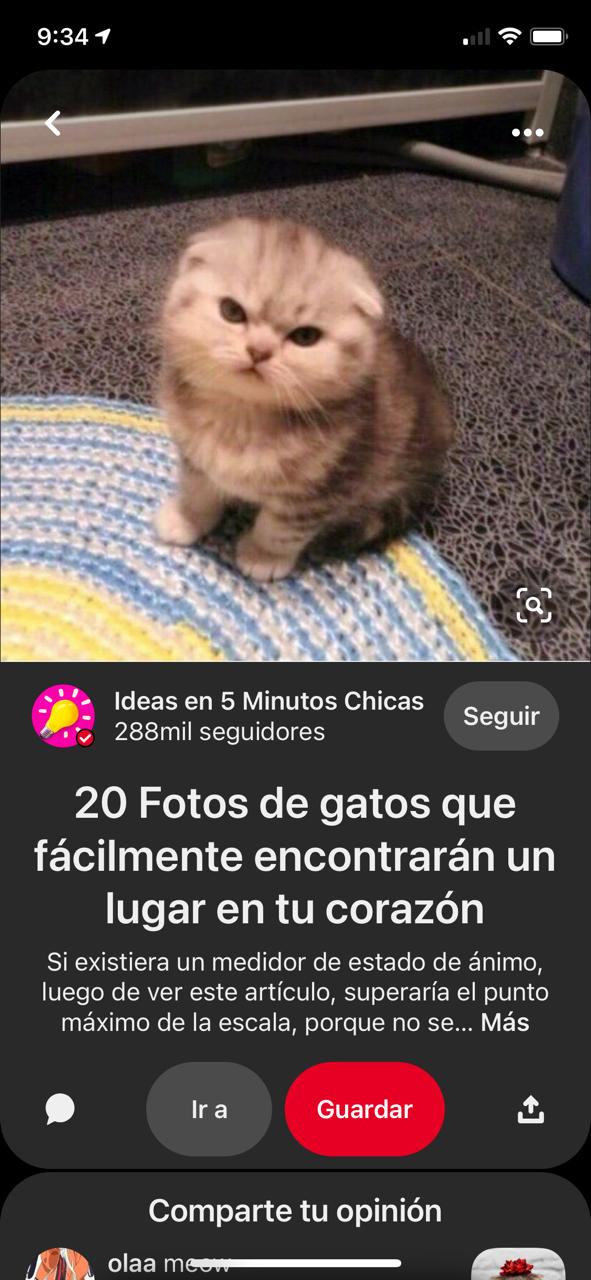 9:34
Ideas en 5 Minutos Chicas
288mil seguidores
Seguir
20 Fotos de gatos que
fácilmente encontrarán un
lugar en tu corazón
Si existiera un medidor de estado de ánimo,
luego de ver este artículo, superaría el punto
máximo de la escala, porque no se... Más
Ir a
Guardar
Comparte tu opinión
olaa meow